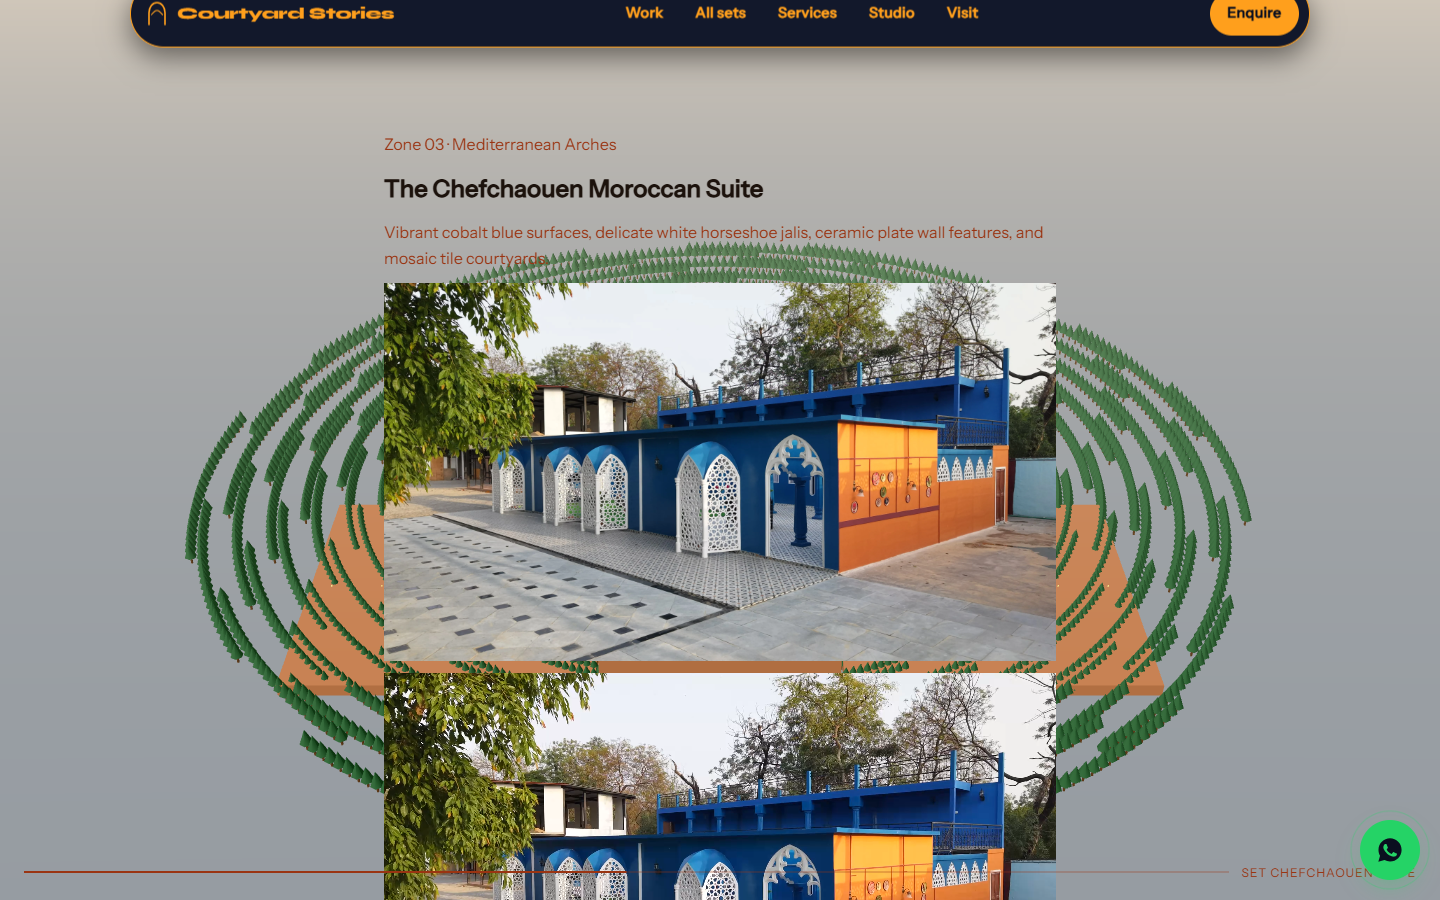 Courtyard Stories
Work
All sets
Services
Studio
Visit
Enquire
Zone 03 · Mediterranean Arches
The Chefchaouen Moroccan Suite
Vibrant cobalt blue surfaces, delicate white horseshoe jalis, ceramic plate wall features, and
mosaic tile courtyards.
SET CHEFCHAOUEN